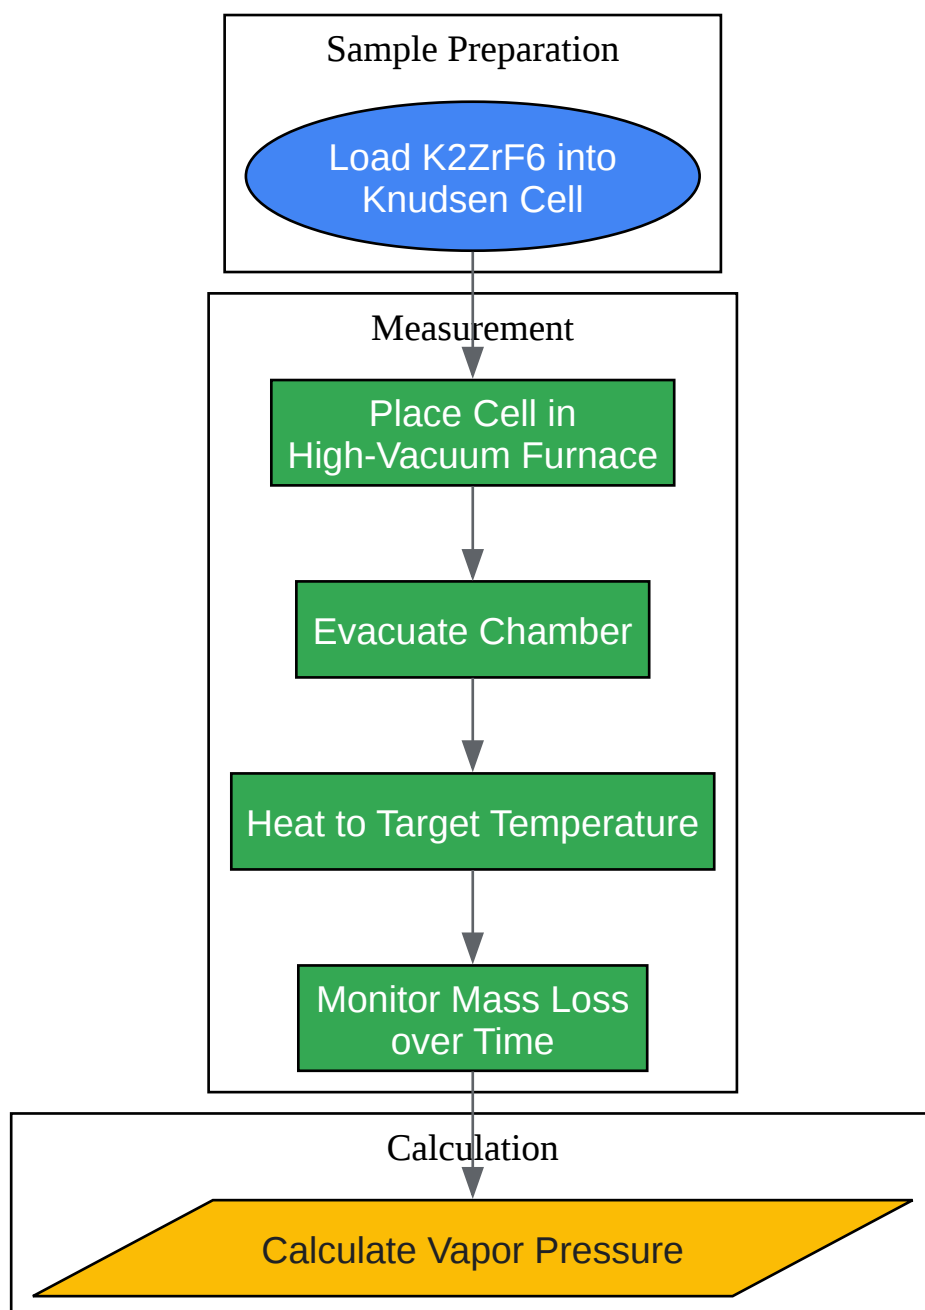 Sample Preparation
Load K2ZrF6 into
Knudsen Cell
Measurement
Place Cell in
High-Vacuum Furnace
Evacuate Chamber
Heat to Target Temperature
Monitor Mass Loss
over Time
Calculation
Calculate Vapor Pressure